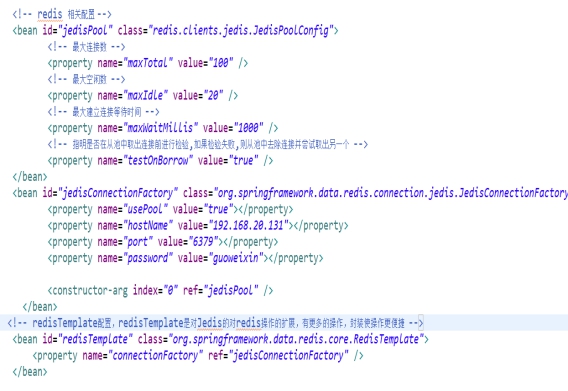 <!-- redis 相关配置 -->
<bean id="jedisPool" class="redis.clients.jedis.JedisPoolConfig">
<!-- 最大连接数 -->
<property name="maxTotal" value="100" />
<!-- 最大空闲数 -->
<property name="maxIdle" value="20" />
<!-- 最大建立连接等待时间 -->
<property name="maxWaitMillis" value="1000" />
<!-- 指明是否在从池中取出连接前进行检验,如果检验失败,则从池中去除连接并尝试取出另一个 -->
<property name="testOnBorrow" value="true" />
</bean>
<bean id="jedisConnectionFactory" class="org.springframework.data.redis.connection.jedis.JedisConnectionFactory
<property name="usePool" value="true"></property>
<property name="hostName" value="192.168.20.131"></property>
<property name="port" value="6379"></property>
<property name="password" value="guoweixin"></property>
<constructor-arg index="0" ref="jedisPool" />
</bean>
<!-- redisTemplate配置，redisTemplate是对Jedis的对redis操作的扩展，有更多的操作，封装使操作更便捷 -->
<bean id="redisTemplate" class="org.springframework.data.redis.core.RedisTemplate">
<property name="connectionFactory" ref="jedisConnectionFactory" />
</bean>